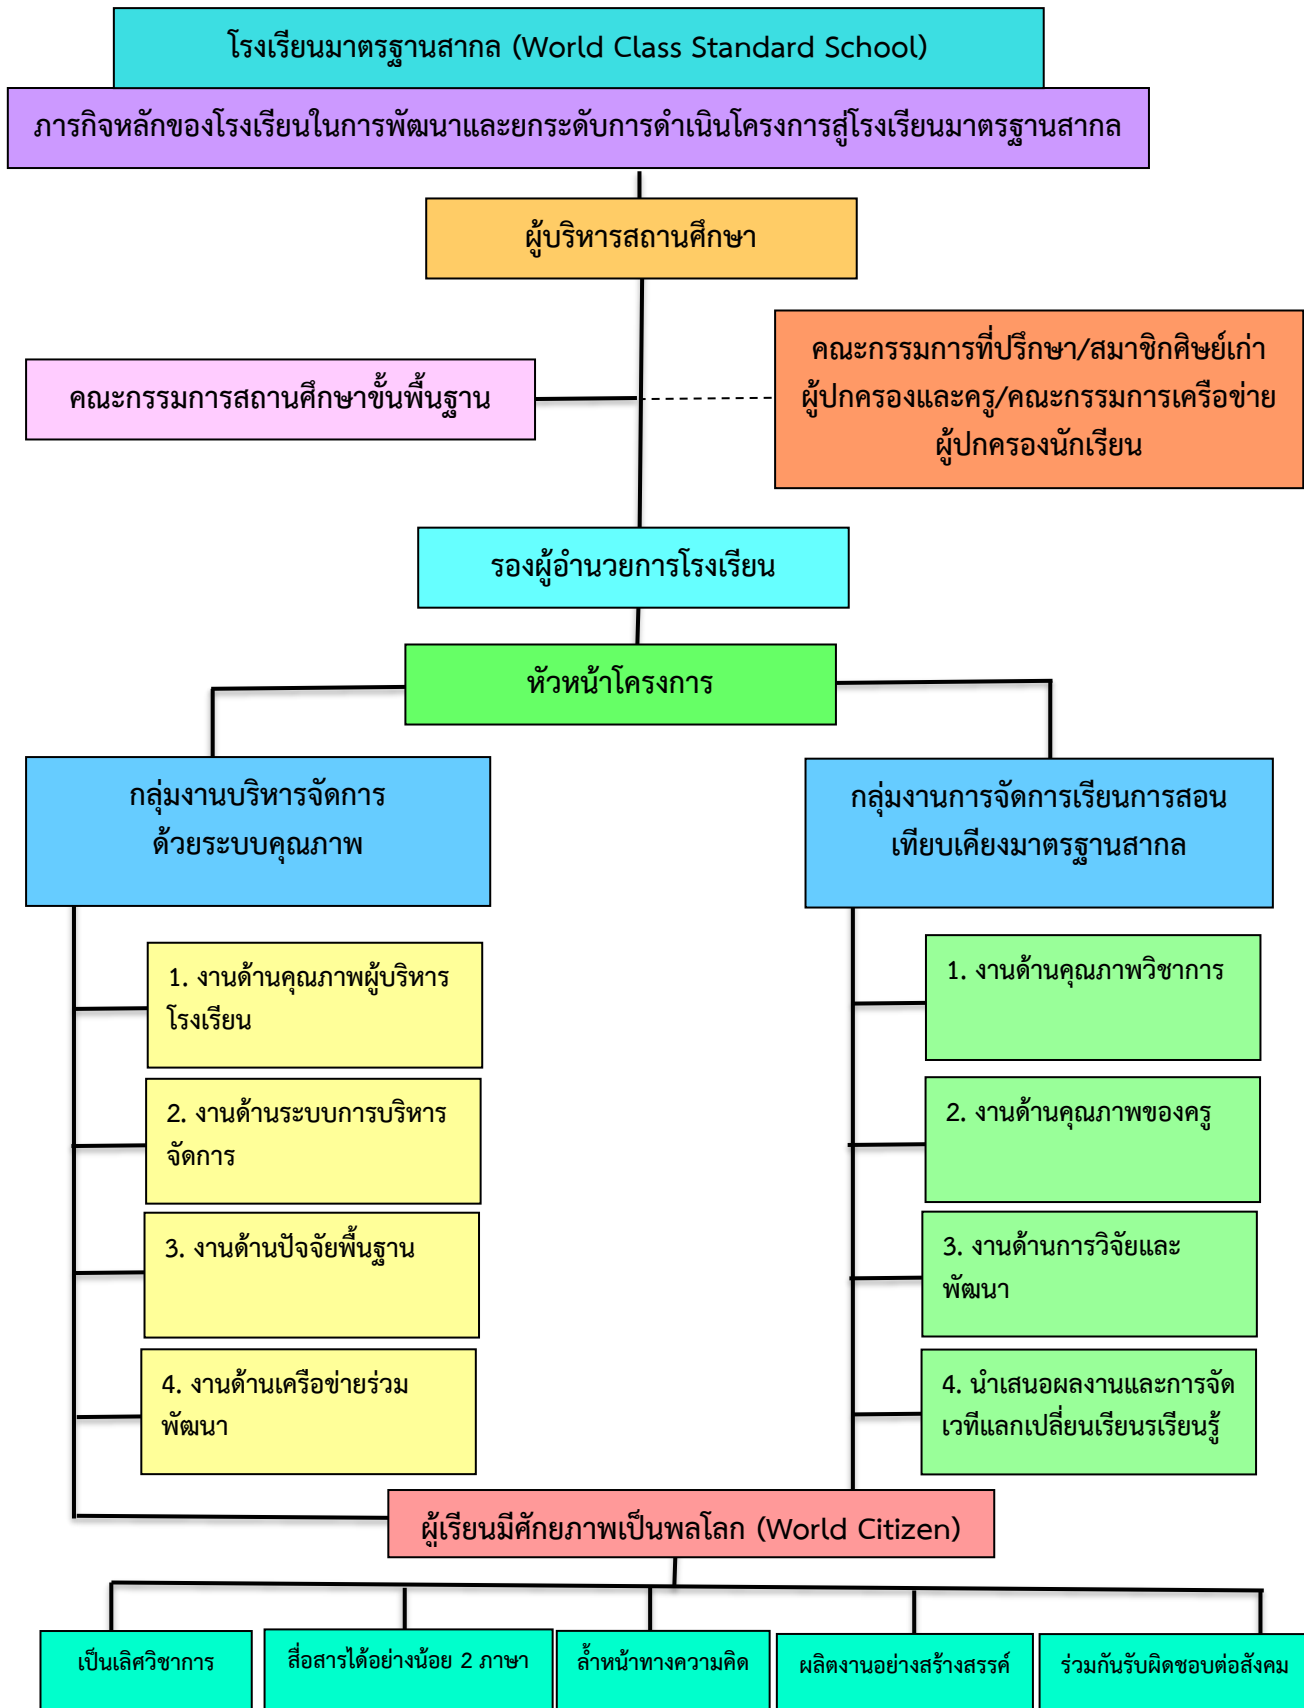 โรงเรียนมาตรฐานสากล (World Class Standard School)
ภารกิจหลักของโรงเรียนในการพัฒนาและยกระดับการดำเนินโครงการสู่โรงเรียนมาตรฐานสากล
ผู้บริหารสถานศึกษา
คณะกรรมการสถานศึกษาขั้นพื้นฐาน
คณะกรรมการที่ปรึกษา/สมาชิกศิษย์เก่า
ผู้ปกครองและครู/คณะกรรมการเครือข่าย
ผู้ปกครองนักเรียน
รองผู้อำนวยการโรงเรียน
หัวหน้าโครงการ
กลุ่มงานบริหารจัดการ
ด้วยระบบคุณภาพ
1. งานด้านคุณภาพผู้บริหาร
โรงเรียน
2. งานด้านระบบการบริหาร
จัดการ
3. งานด้านปัจจัยพื้นฐาน
4. งานด้านเครือข่ายร่วม
พัฒนา
กลุ่มงานการจัดการเรียนการสอน
เทียบเคียงมาตรฐานสากล
1. งานด้านคุณภาพวิชาการ
2. งานด้านคุณภาพของครู
3. งานด้านการวิจัยและ
พัฒนา
4. นำเสนอผลงานและการจัด
เวทีแลกเปลี่ยนเรียนรเรียนรู้
ผู้เรียนมีศักยภาพเป็นพลโลก (World Citizen)
เป็นเลิศวิชาการ
สื่อสารได้อย่างน้อย 2 ภาษา
ล้ำหน้าทางความคิด
ผลิตงานอย่างสร้างสรรค์
ร่วมกันรับผิดชอบต่อสังคม